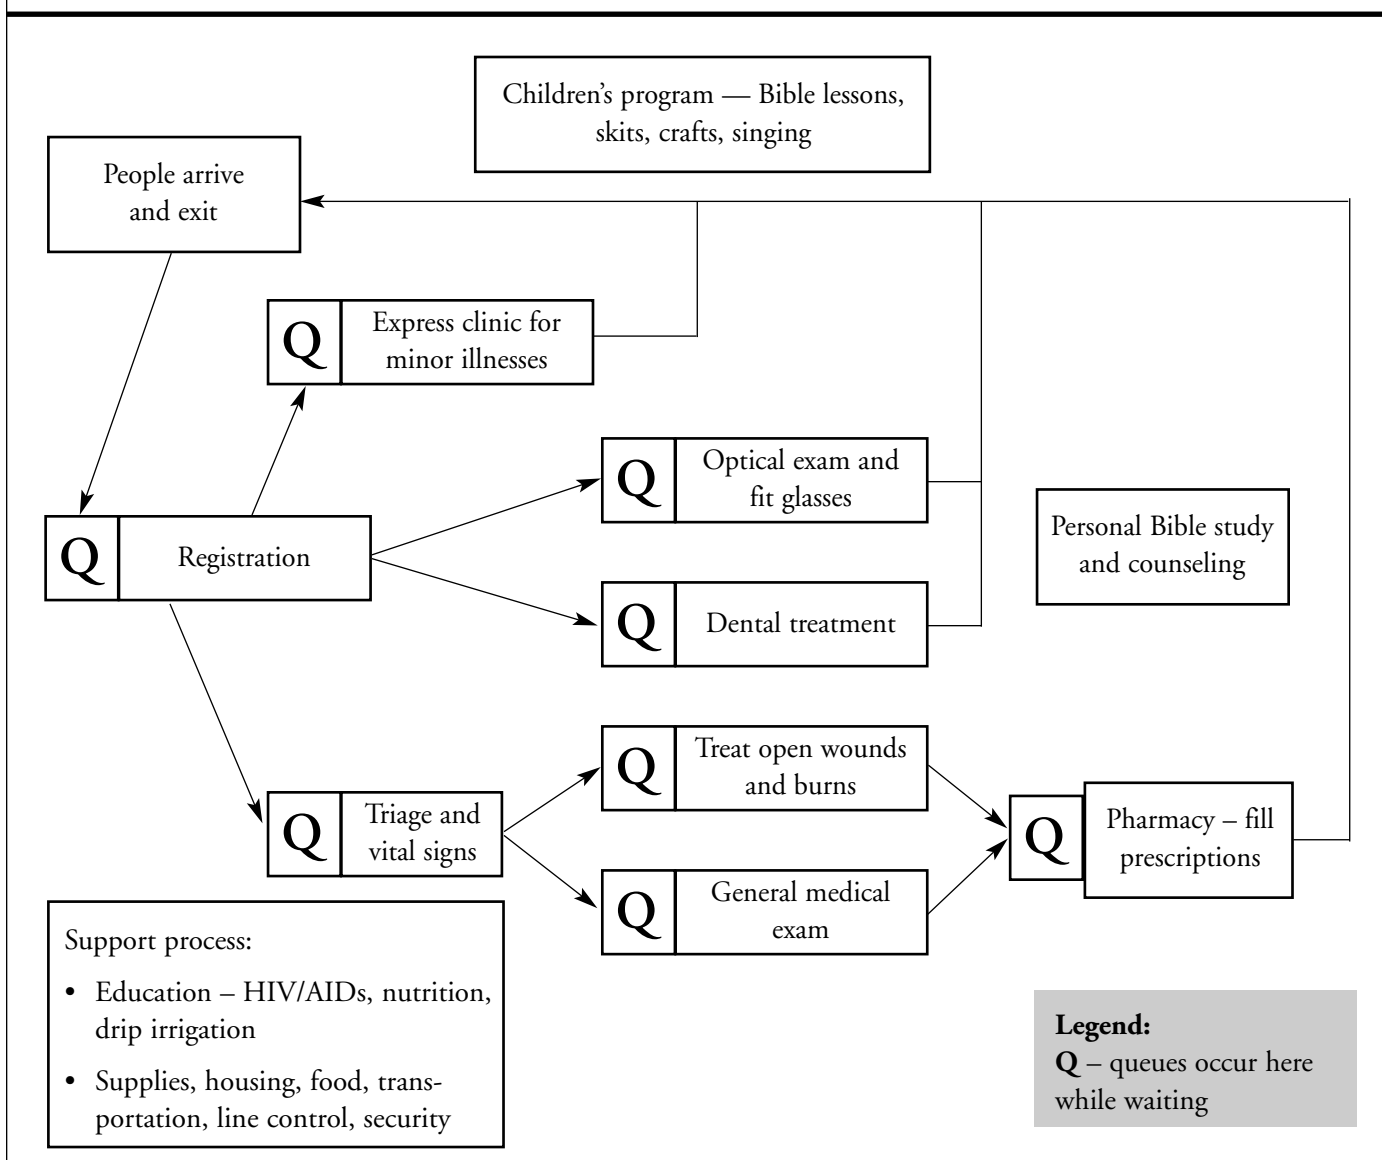 Children's program — Bible lessons,
skits, crafts, singing
People arrive
and exit
Q
Express clinic for
minor illnesses
Q
Optical exam and
fit glasses
Personal Bible study
and counseling
Q
Registration
Q
Dental treatment
Q
Treat open wounds
and burns
Q
Triage and
vital signs
Q
Pharmacy – fill
prescriptions
Q
General medical
exam
Support process:
• Education – HIV/AIDs, nutrition,
drip irrigation
• Supplies, housing, food, trans-
portation, line control, security
Legend:
Q – queues occur here
while waiting